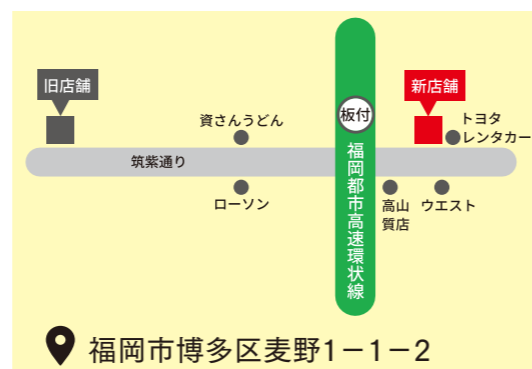 旧店舗
新店舗
板付
トヨタ
レンタカー
資さんうどん
筑紫通り
福岡都市高速環状線
ローソン
高山
質店
ウエスト
福岡市博多区麦野1－1－2